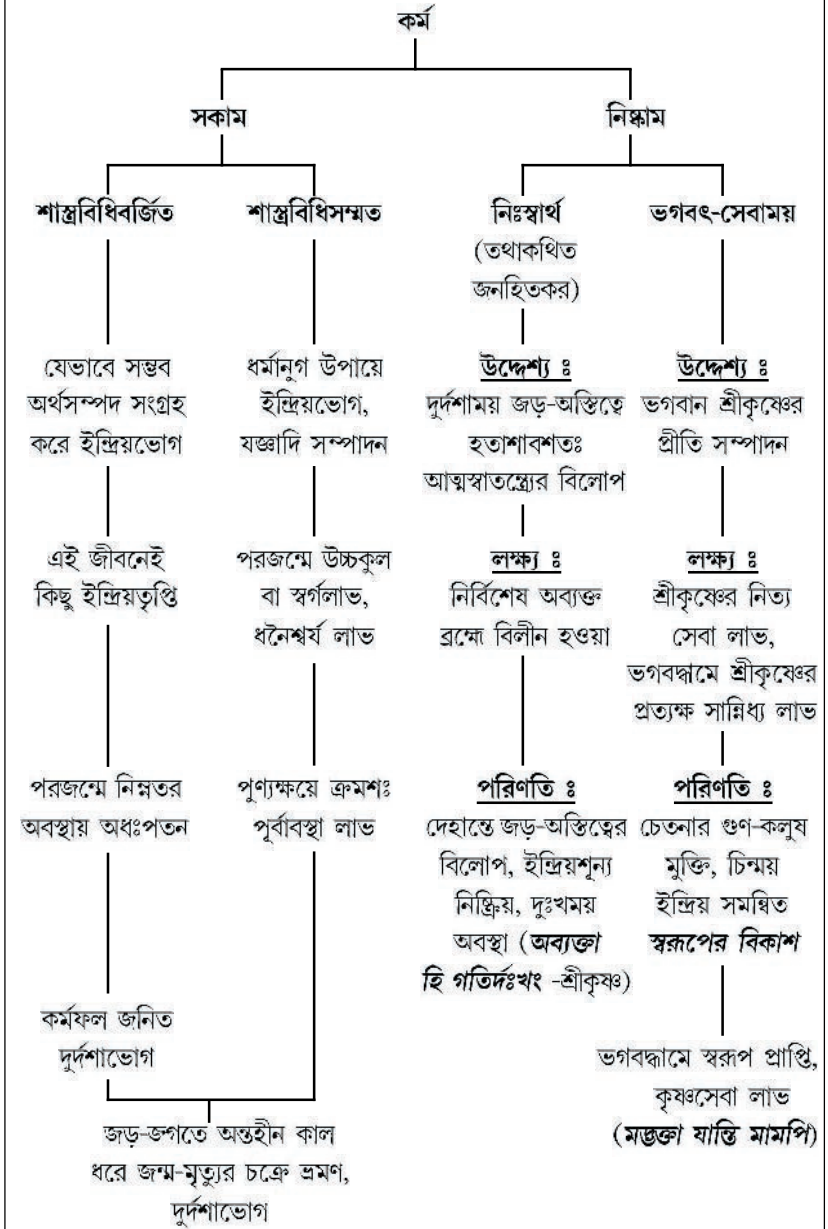 কর্ম
সকাম
নিষ্কাম
শাস্ত্রবিধিবর্জিত
শাস্ত্রবিধিসম্মত
নিঃস্বার্থ
(তথাকথিত
জনহিতকর)
ভগবৎ-সেবাময়
যেভাবে সম্ভব
অর্থসম্পদ সংগ্রহ
করে ইন্দ্রিয়ভোগ
ধর্মানুগ উপায়ে
ইন্দ্রিয়ভোগ,
যজ্ঞাদি সম্পাদন
উদ্দেশ্য ঃ
দুর্দশাময় জড়-অস্তিত্বে
হতাশাবশতঃ
আত্মস্বাতন্ত্র্যের বিলোপ
উদ্দেশ্য ঃ
ভগবান শ্রীকৃষ্ণের
প্রীতি সম্পাদন
এই জীবনেই
কিছু ইন্দ্রিয়তৃপ্তি
পরজন্মে উচ্চকুল
বা স্বর্গলাভ,
ধনৈশ্বর্য লাভ
লক্ষ্য ঃ
নির্বিশেষ অব্যক্ত
ব্রহ্মে বিলীন হওয়া
লক্ষ্য ঃ
শ্রীকৃষ্ণের নিত্য
সেবা লাভ,
ভগবদ্ধামে শ্রীকৃষ্ণের
প্রত্যক্ষ সান্নিধ্য লাভ
পরজন্মে নিম্নতর
অবস্থায় অধঃপতন
পুণ্যক্ষয়ে ক্রমশঃ
পূর্বাবস্থা লাভ
পরিণতি ঃ
দেহান্তে জড়-অস্তিত্বের
বিলোপ, ইন্দ্রিয়শূন্য
নিষ্ক্রিয়, দুঃখময়
অবস্থা (অব্যক্তা
হি গতির্দঃখং -শ্রীকৃষ্ণ)
পরিণতি ঃ
চেতনার গুণ-কলুষ
মুক্তি, চিন্ময়
ইন্দ্রিয় সমন্বিত
স্বরূপের বিকাশ
কর্মফল জনিত
দুর্দশাভোগ
ভগবদ্ধামে স্বরূপ প্রাপ্তি,
কৃষ্ণসেবা লাভ
(মদ্ভক্তা যান্তি মামপি)
জড়-জগতে অন্তহীন কাল
ধরে জন্ম-মৃত্যুর চক্রে ভ্রমণ,
দুর্দশাভোগ